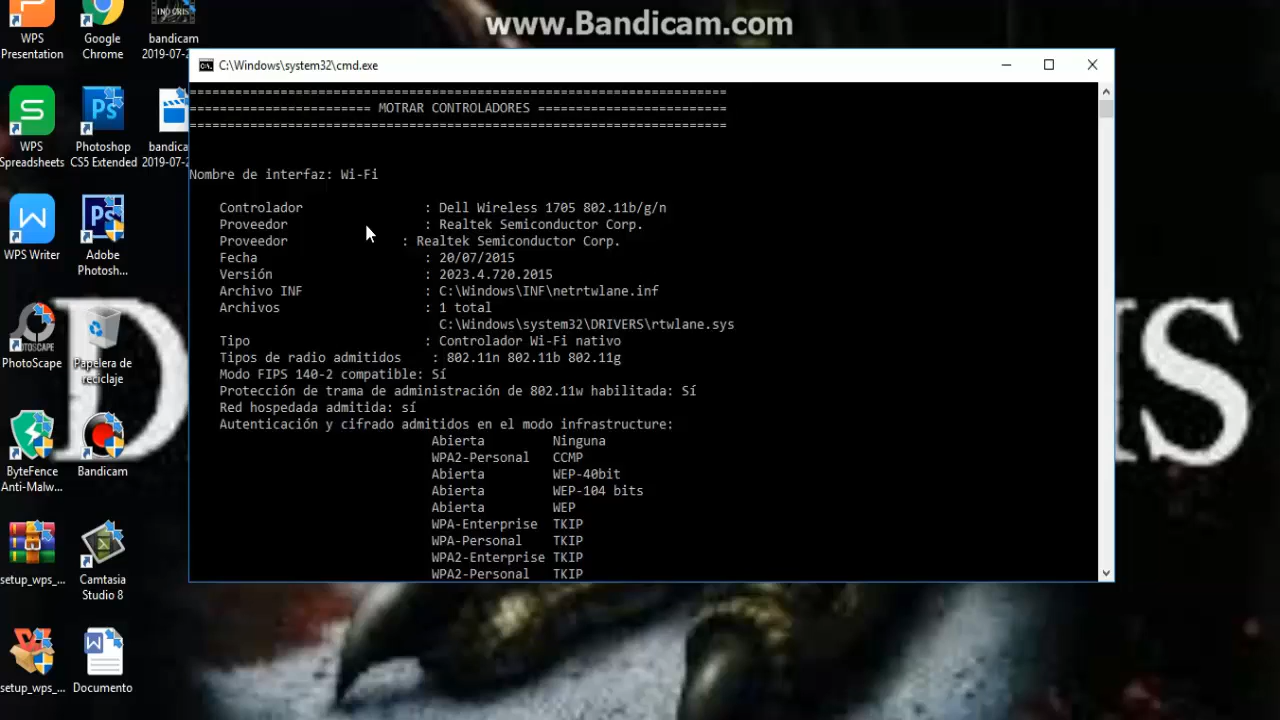 www.Bandicam.com
WPS
Presentation
Google
Chrome
bandicam
2019-07-2
C:\Windows\system32\cmd.exe
========================================================================
======================== MOTRAR CONTROLADORES =========================
========================================================================
Nombre de interfaz: Wi-Fi
Controlador : Dell Wireless 1705 802.11b/g/n
Proveedor : Realtek Semiconductor Corp.
Proveedor : Realtek Semiconductor Corp.
Fecha : 20/07/2015
Versión : 2023.4.720.2015
Archivo INF : C:\Windows\INF\netrtwlane.inf
Archivos : 1 total
C:\Windows\system32\DRIVERS\rtwlane.sys
Tipo : Controlador Wi-Fi nativo
Tipos de radio admitidos : 802.11n 802.11b 802.11g
Modo FIPS 140-2 compatible: Sí
Protección de trama de administración de 802.11w habilitada: Sí
Red hospedada admitida: sí
Autenticación y cifrado admitidos en el modo infrastructure:
Abierta Ninguna
WPA2-Personal CCMP
Abierta WEP-40bit
Abierta WEP-104 bits
Abierta WEP
WPA-Enterprise TKIP
WPA-Personal TKIP
WPA2-Enterprise TKIP
WPA2-Personal TKIP
WPS
Spreadsheets
Photoshop
CS5 Extended
bandica
2019-07-2
WPS Writer
Adobe
Photosh...
PhotoScape
Papelera de
reciclaje
ByteFence
Anti-Malw...
Bandicam
setup_wps_...
Camtasia
Studio 8
setup_wps_...
Documento